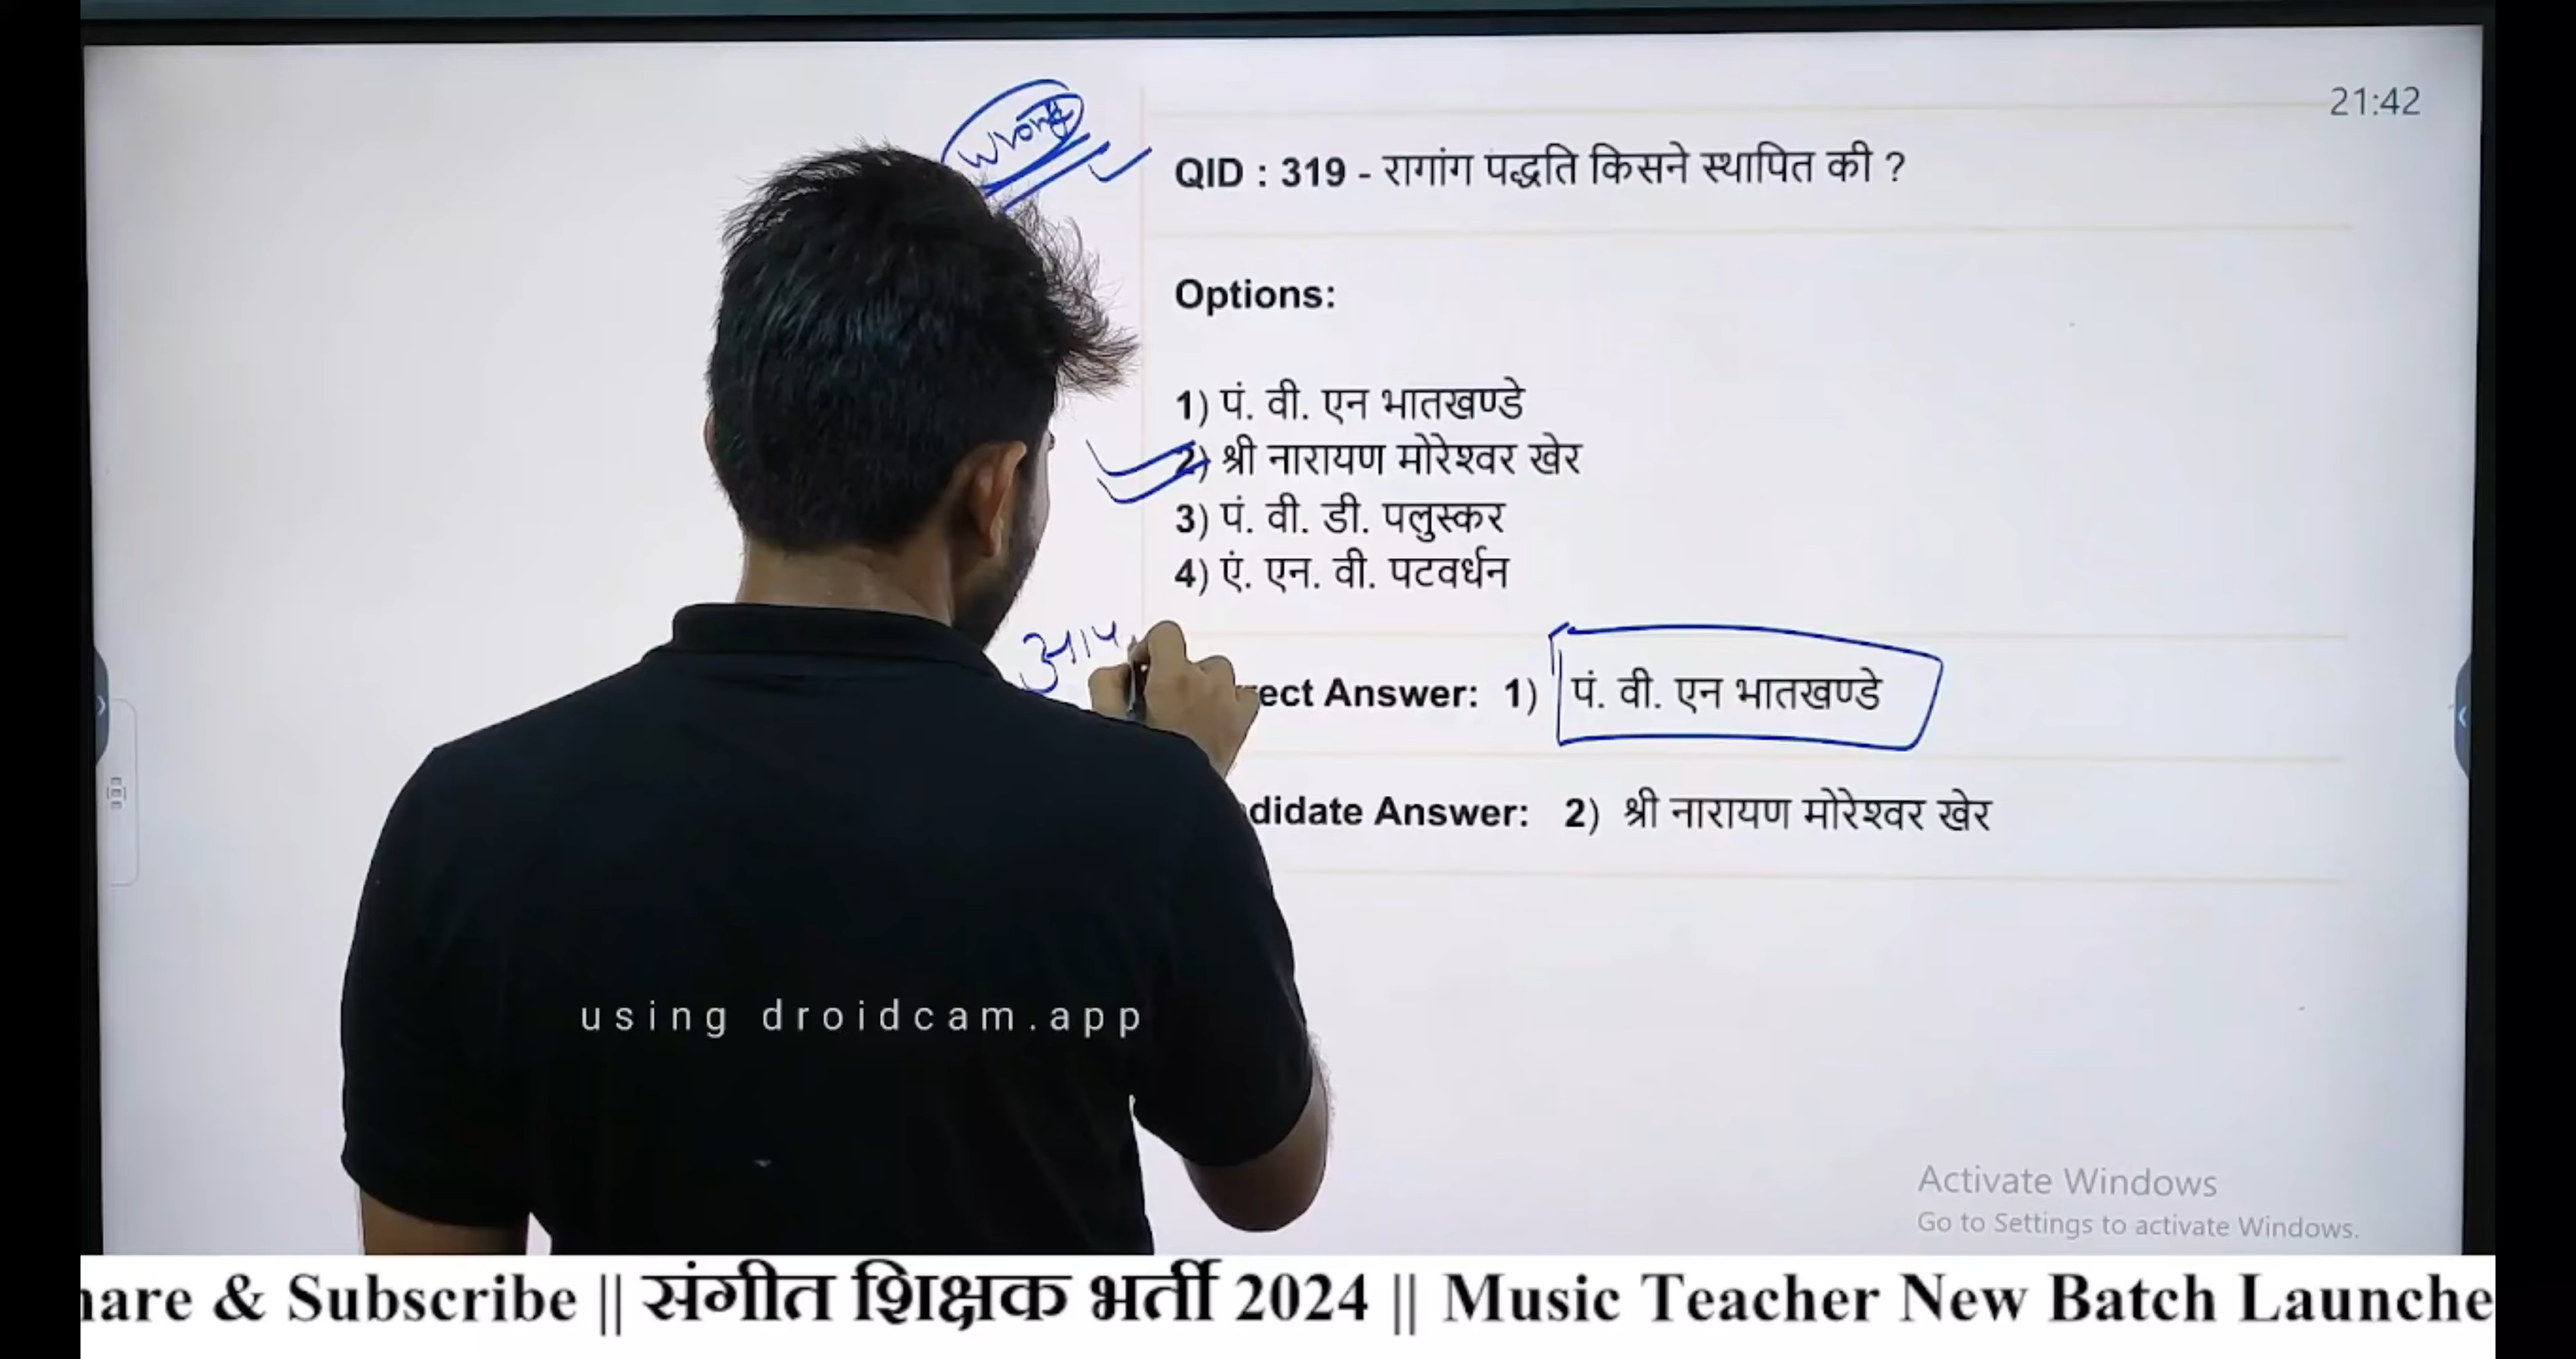 wrong
21:42
QID : 319 - रागांग पद्धति किसने स्थापित की ?
Options:
1) पं. वी. एन भातखण्डे
2) श्री नारायण मोरेश्वर खेर
3) पं. वी. डी. पलुस्कर
4) एं. एन. वी. पटवर्धन
ect Answer: 1) पं. वी. एन भातखण्डे
didate Answer: 2) श्री नारायण मोरेश्वर खेर
using droidcam.app
Activate Windows
Go to Settings to activate Windows.
hare & Subscribe || संगीत शिक्षक भर्ती 2024 || Music Teacher New Batch Launche